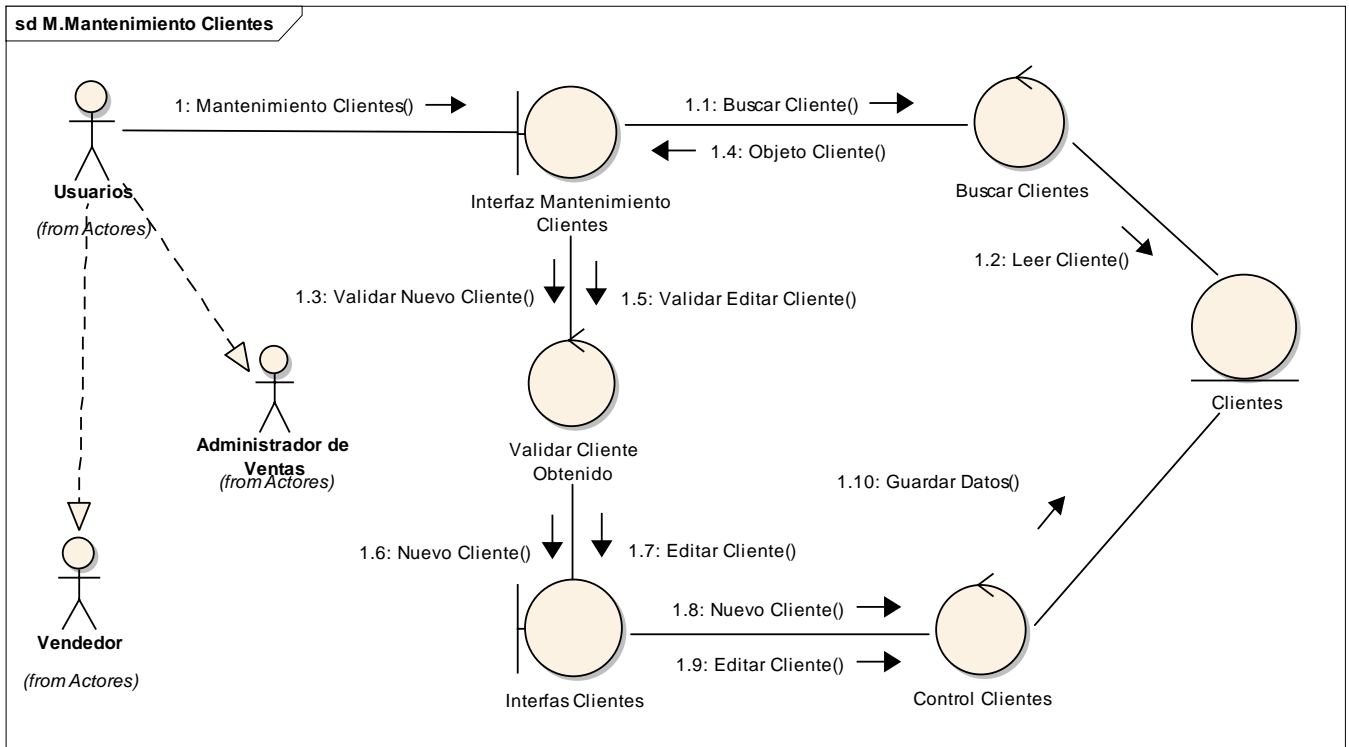 sd M.Mantenimiento Clientes
1: Mantenimiento Clientes()
1.1: Buscar Cliente()
1.4: Objeto Cliente()
Usuarios
(from Actores)
Interfaz Mantenimiento
Clientes
Buscar Clientes
1.2: Leer Cliente()
1.3: Validar Nuevo Cliente()
1.5: Validar Editar Cliente()
Clientes
Administrador de
Ventas
(from Actores)
Validar Cliente
Obtenido
1.10: Guardar Datos()
1.6: Nuevo Cliente()
1.7: Editar Cliente()
Vendedor
(from Actores)
1.8: Nuevo Cliente()
1.9: Editar Cliente()
Interfas Clientes
Control Clientes